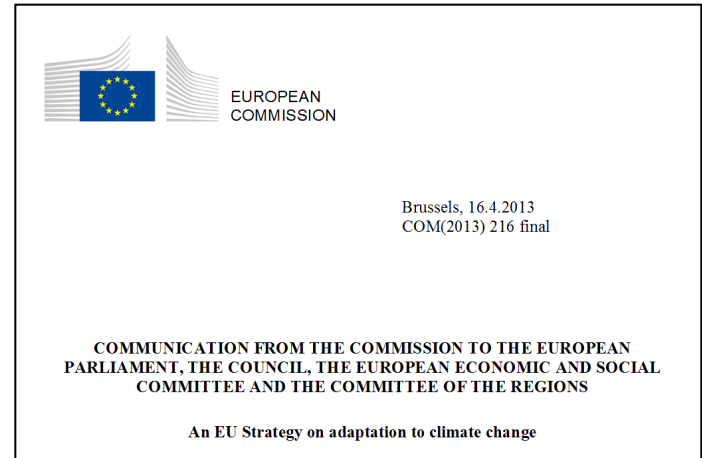 EUROPEAN
COMMISSION
Brussels, 16.4.2013
COM(2013) 216 final
COMMUNICATION FROM THE COMMISSION TO THE EUROPEAN
PARLIAMENT, THE COUNCIL, THE EUROPEAN ECONOMIC AND SOCIAL
COMMITTEE AND THE COMMITTEE OF THE REGIONS
An EU Strategy on adaptation to climate change